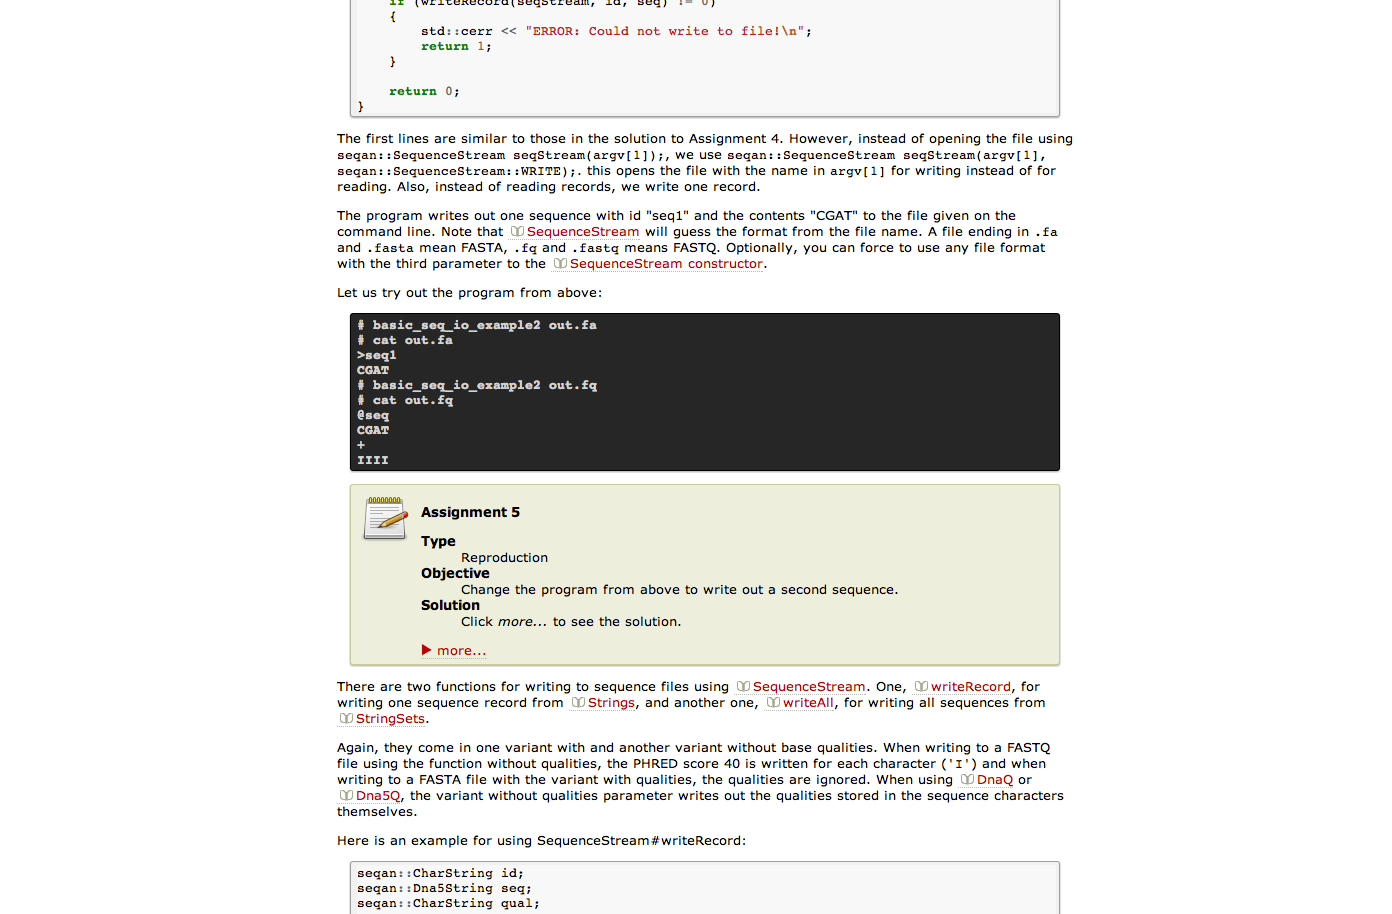 if (writeRecord(seqStream, id, seq) != 0)
{
std::cerr << "ERROR: Could not write to file!\n";
return 1;
}
return 0;
}
The first lines are similar to those in the solution to Assignment 4. However, instead of opening the file using
seqan::SequenceStream seqStream(argv[1]);, we use seqan::SequenceStream seqStream(argv[1],
seqan::SequenceStream::WRITE);. this opens the file with the name in argv[1] for writing instead of for
reading. Also, instead of reading records, we write one record.
The program writes out one sequence with id "seq1" and the contents "CGAT" to the file given on the
command line. Note that SequenceStream will guess the format from the file name. A file ending in .fa
and .fasta mean FASTA, .fq and .fastq means FASTQ. Optionally, you can force to use any file format
with the third parameter to the SequenceStream constructor.
Let us try out the program from above:
# basic_seq_io_example2 out.fa
# cat out.fa
>seq1
CGAT
# basic_seq_io_example2 out.fq
# cat out.fq
@seq
CGAT
+
IIII
Assignment 5
Type
Reproduction
Objective
Change the program from above to write out a second sequence.
Solution
Click more... to see the solution.
more...
There are two functions for writing to sequence files using SequenceStream. One, writeRecord, for
writing one sequence record from Strings, and another one, writeAll, for writing all sequences from
StringSets.
Again, they come in one variant with and another variant without base qualities. When writing to a FASTQ
file using the function without qualities, the PHRED score 40 is written for each character ('I') and when
writing to a FASTA file with the variant with qualities, the qualities are ignored. When using DnaQ or
Dna5Q, the variant without qualities parameter writes out the qualities stored in the sequence characters
themselves.
Here is an example for using SequenceStream#writeRecord:
seqan::CharString id;
seqan::Dna5String seq;
seqan::CharString qual;